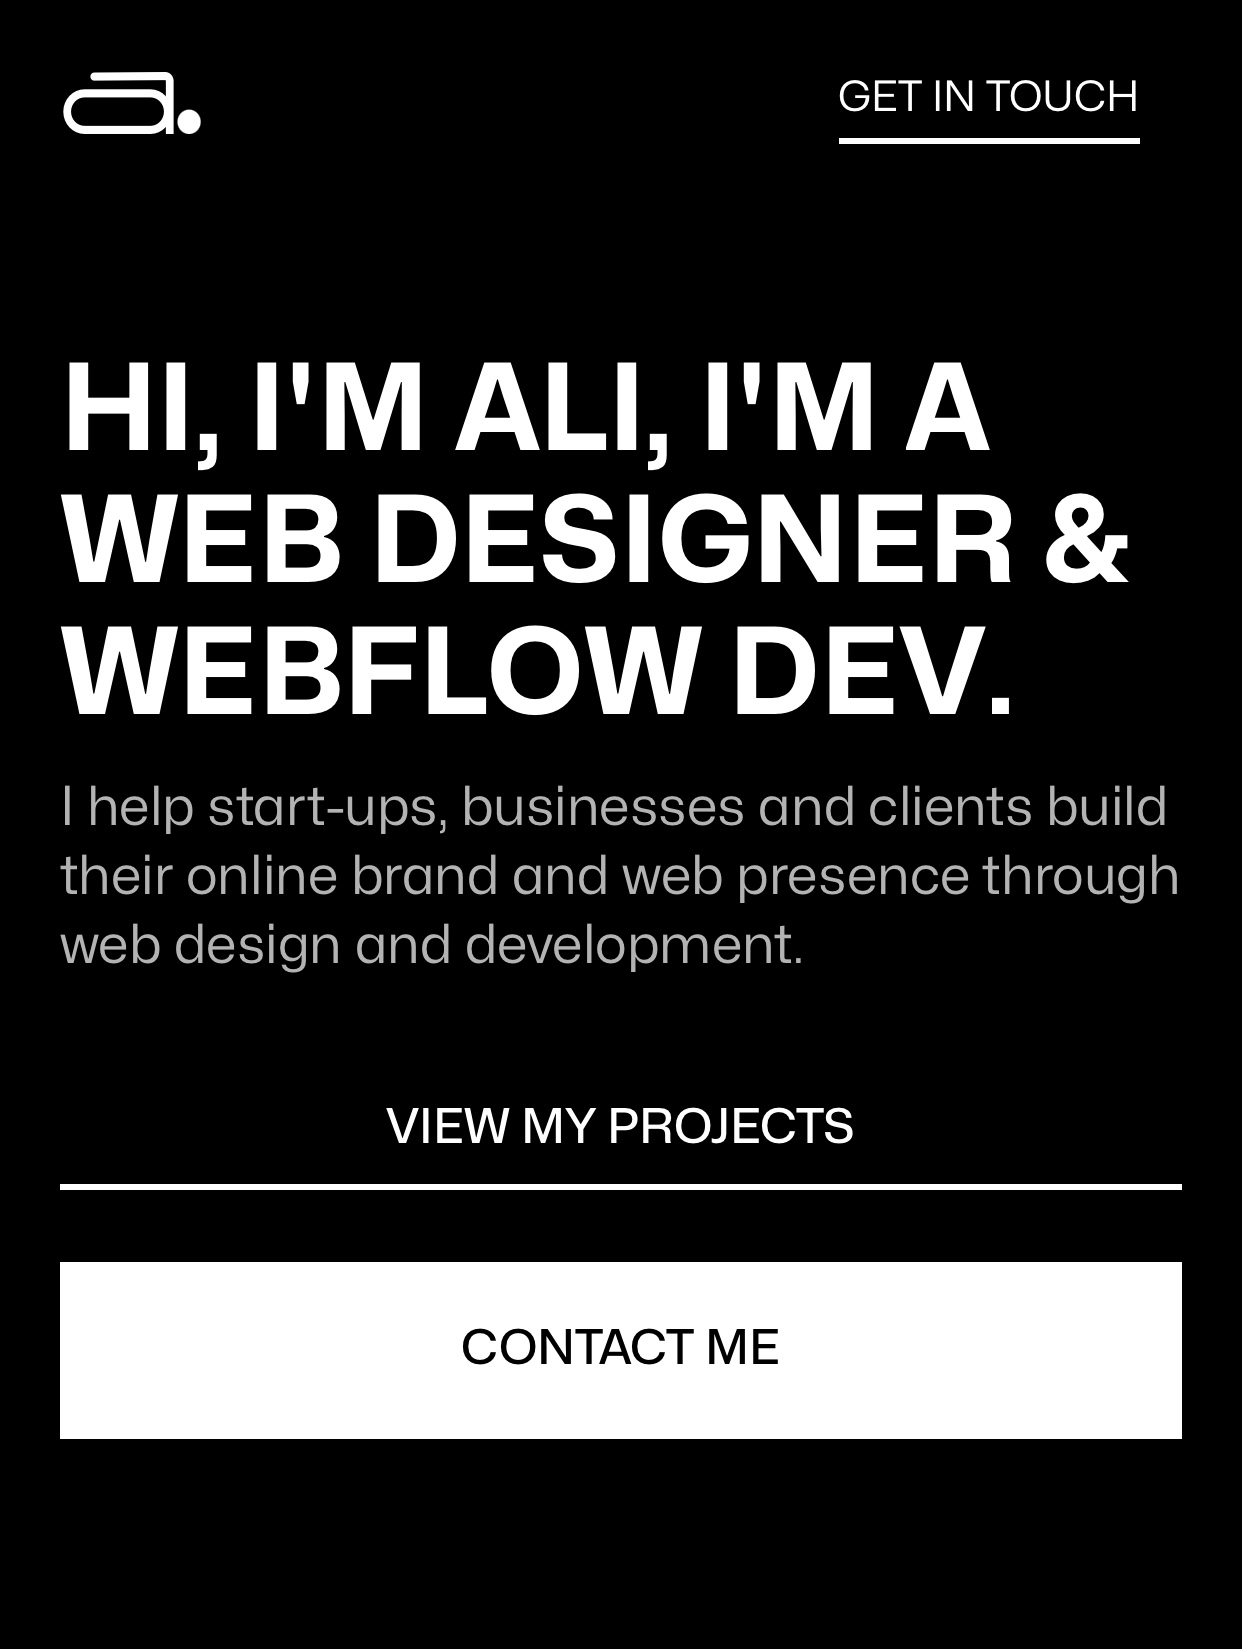 a.
GET IN TOUCH
HI, I'M ALI, I'M A
WEB DESIGNER &
WEBFLOW DEV.
I help start-ups, businesses and clients build
their online brand and web presence through
web design and development.
VIEW MY PROJECTS
CONTACT ME